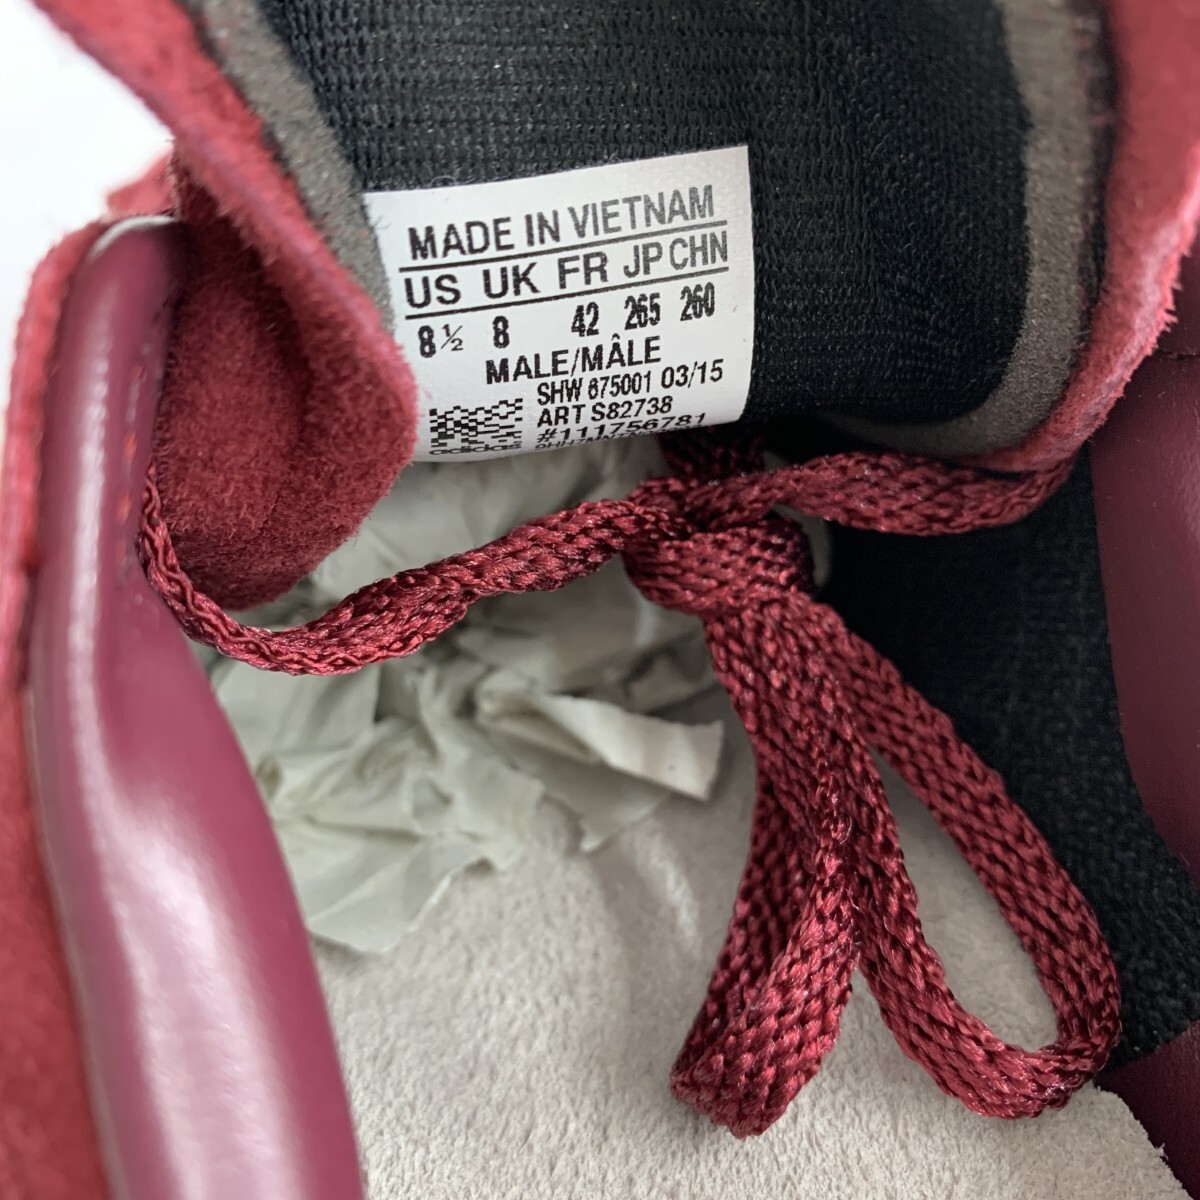 MADE IN VIETNAM
US UK FR JP CHN
8½ 8 42 265 260
MALE/MÂLE
SHW 675001 03/15
ART S82738
#111756781
adidas